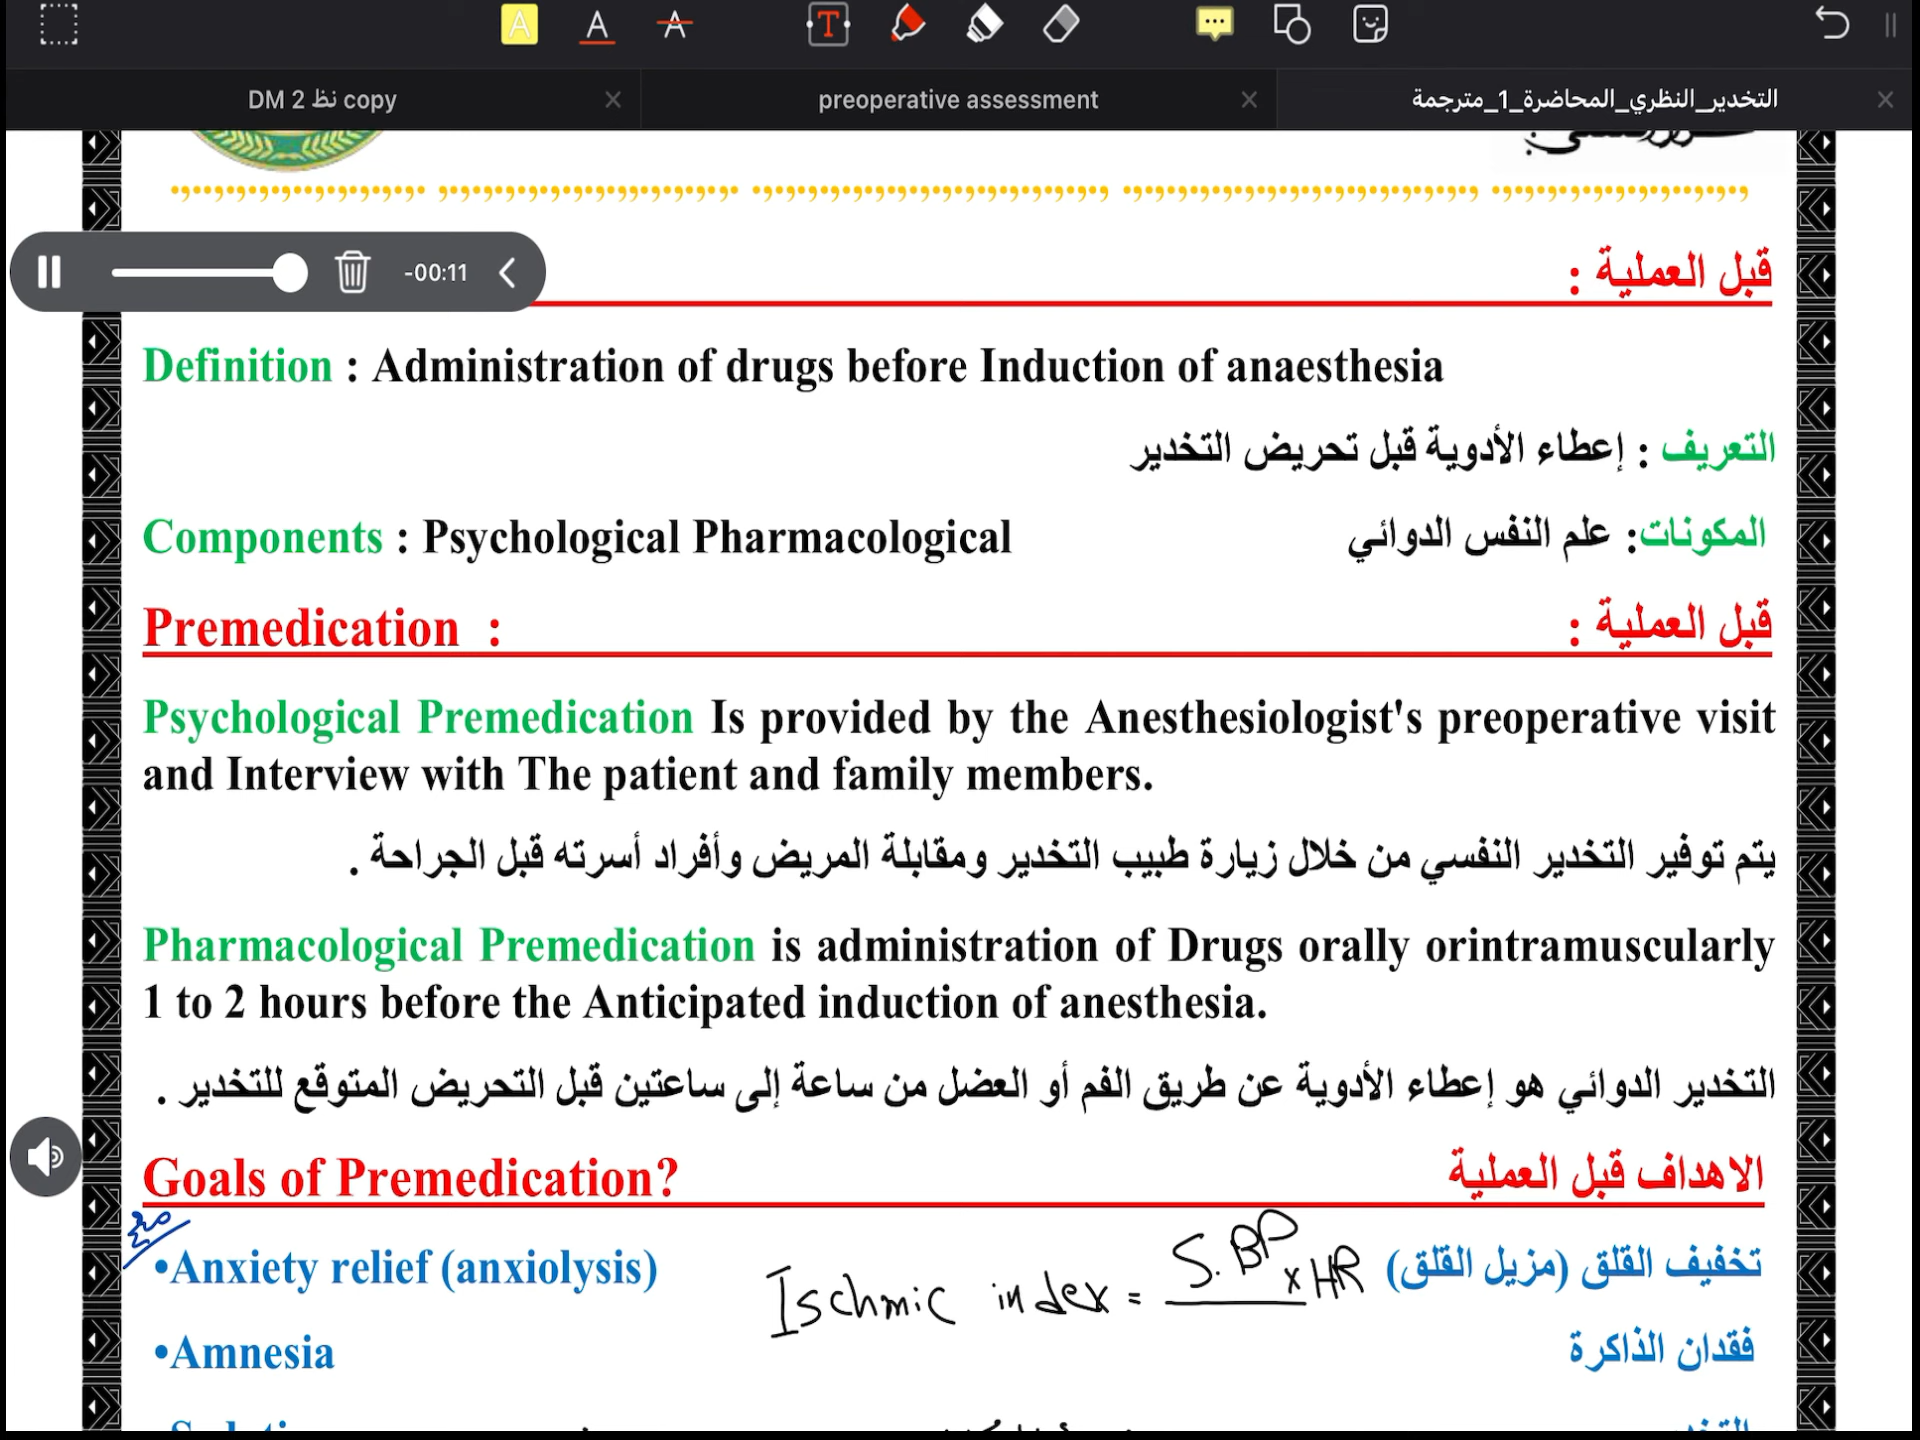 DM 2 نظ copy
preoperative assessment
التخدير_النظري_المحاضرة_1_مترجمة
-00:11
قبل العملية :
Definition : Administration of drugs before Induction of anaesthesia
التعريف : إعطاء الأدوية قبل تحريض التخدير
Components : Psychological Pharmacological المكونات: علم النفس الدوائي
Premedication : قبل العملية :
Psychological Premedication Is provided by the Anesthesiologist's preoperative visit
and Interview with The patient and family members.
يتم توفير التخدير النفسي من خلال زيارة طبيب التخدير ومقابلة المريض وأفراد أسرته قبل الجراحة .
Pharmacological Premedication is administration of Drugs orally orintramuscularly
1 to 2 hours before the Anticipated induction of anesthesia.
التخدير الدوائي هو إعطاء الأدوية عن طريق الفم أو العضل من ساعة إلى ساعتين قبل التحريض المتوقع للتخدير .
Goals of Premedication? الاهداف قبل العملية
•Anxiety relief (anxiolysis) تخفيف القلق (مزيل القلق)
Ischmic index = S.BP x HR
•Amnesia فقدان الذاكرة